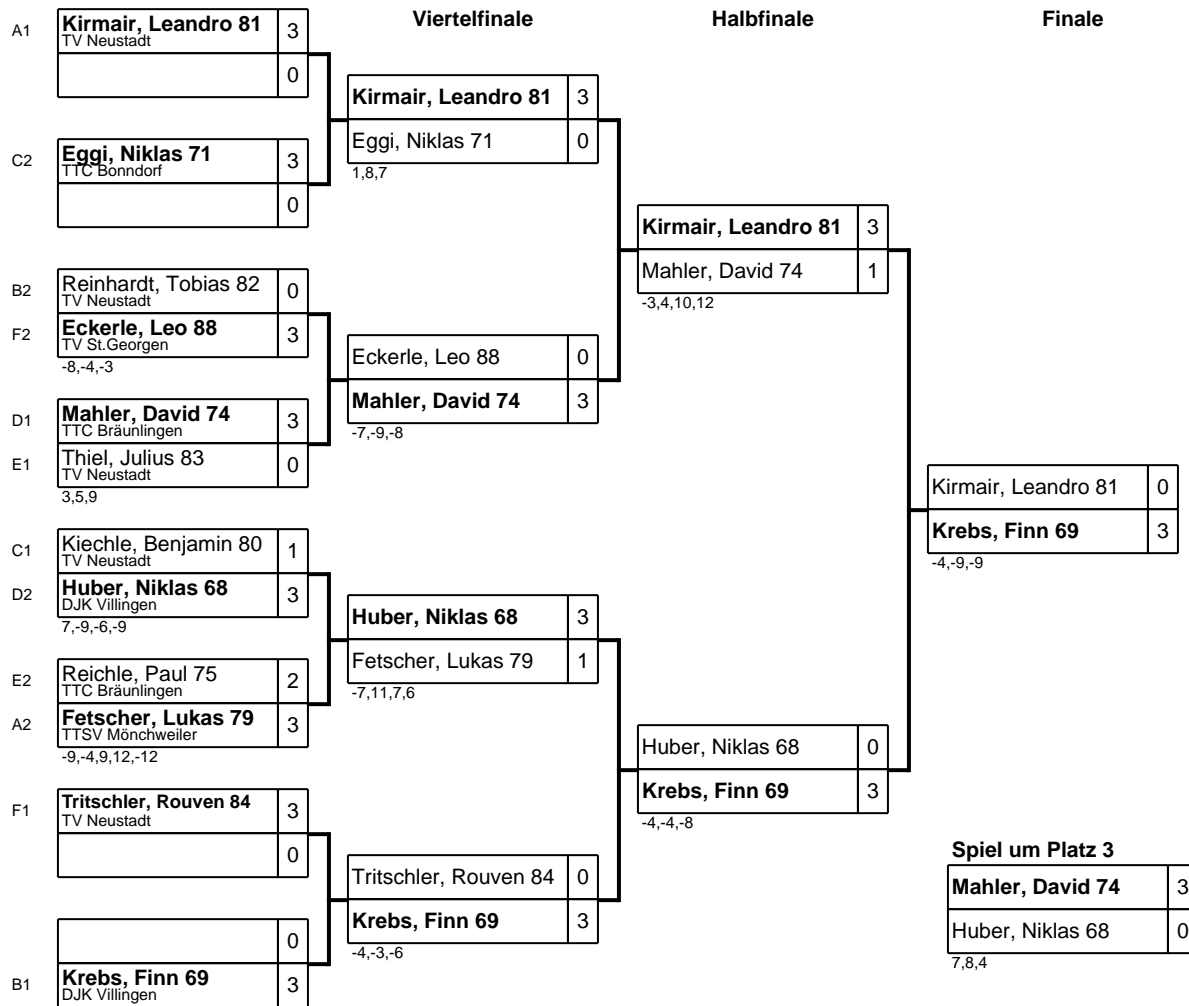 Viertelfinale
Halbfinale
Finale
A1
Kirmair, Leandro 81
TV Neustadt
3
0
C2
Eggi, Niklas 71
TTC Bonndorf
3
0
B2
Reinhardt, Tobias 82
TV Neustadt
0
F2
Eckerle, Leo 88
TV St.Georgen
3
-8,-4,-3
D1
Mahler, David 74
TTC Bräunlingen
3
E1
Thiel, Julius 83
TV Neustadt
0
3,5,9
C1
Kiechle, Benjamin 80
TV Neustadt
1
D2
Huber, Niklas 68
DJK Villingen
3
7,-9,-6,-9
E2
Reichle, Paul 75
TTC Bräunlingen
2
A2
Fetscher, Lukas 79
TTSV Mönchweiler
3
-9,-4,9,12,-12
F1
Tritschler, Rouven 84
TV Neustadt
3
0
0
B1
Krebs, Finn 69
DJK Villingen
3
Kirmair, Leandro 81
3
Eggi, Niklas 71
0
1,8,7
Eckerle, Leo 88
0
Mahler, David 74
3
-7,-9,-8
Huber, Niklas 68
3
Fetscher, Lukas 79
1
-7,11,7,6
Tritschler, Rouven 84
0
Krebs, Finn 69
3
-4,-3,-6
Kirmair, Leandro 81
3
Mahler, David 74
1
-3,4,10,12
Huber, Niklas 68
0
Krebs, Finn 69
3
-4,-4,-8
Kirmair, Leandro 81
0
Krebs, Finn 69
3
-4,-9,-9
Spiel um Platz 3
Mahler, David 74
3
Huber, Niklas 68
0
7,8,4